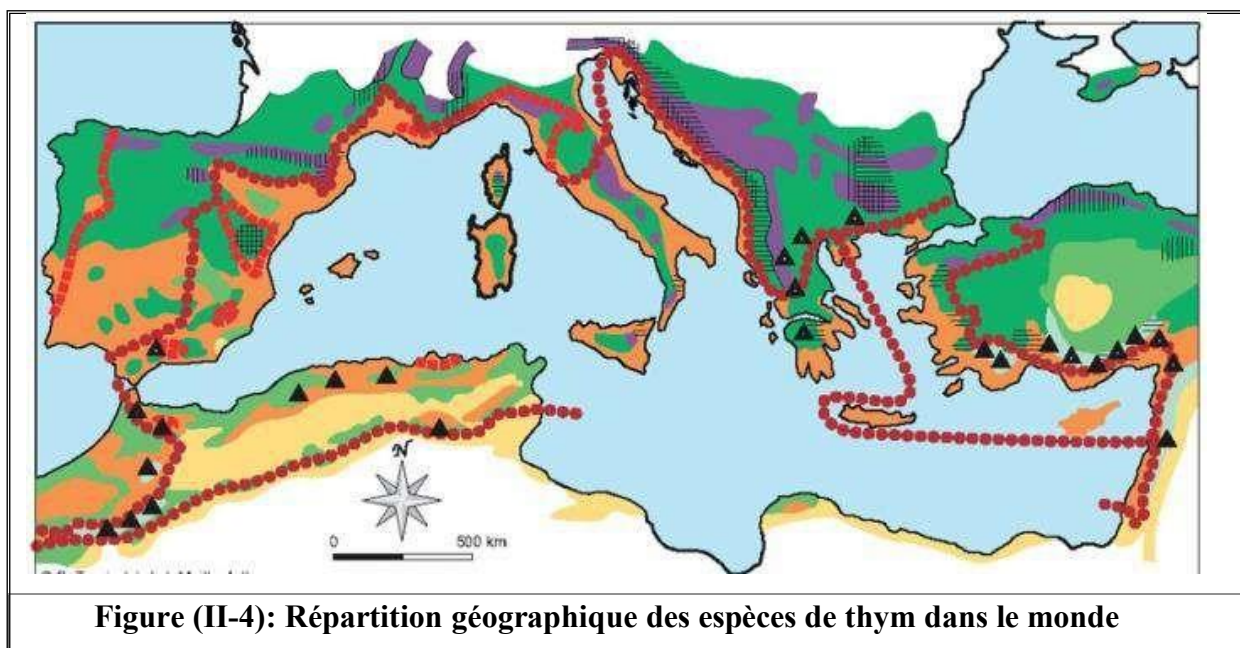 N
0 500 km
Figure (II-4): Répartition géographique des espèces de thym dans le monde